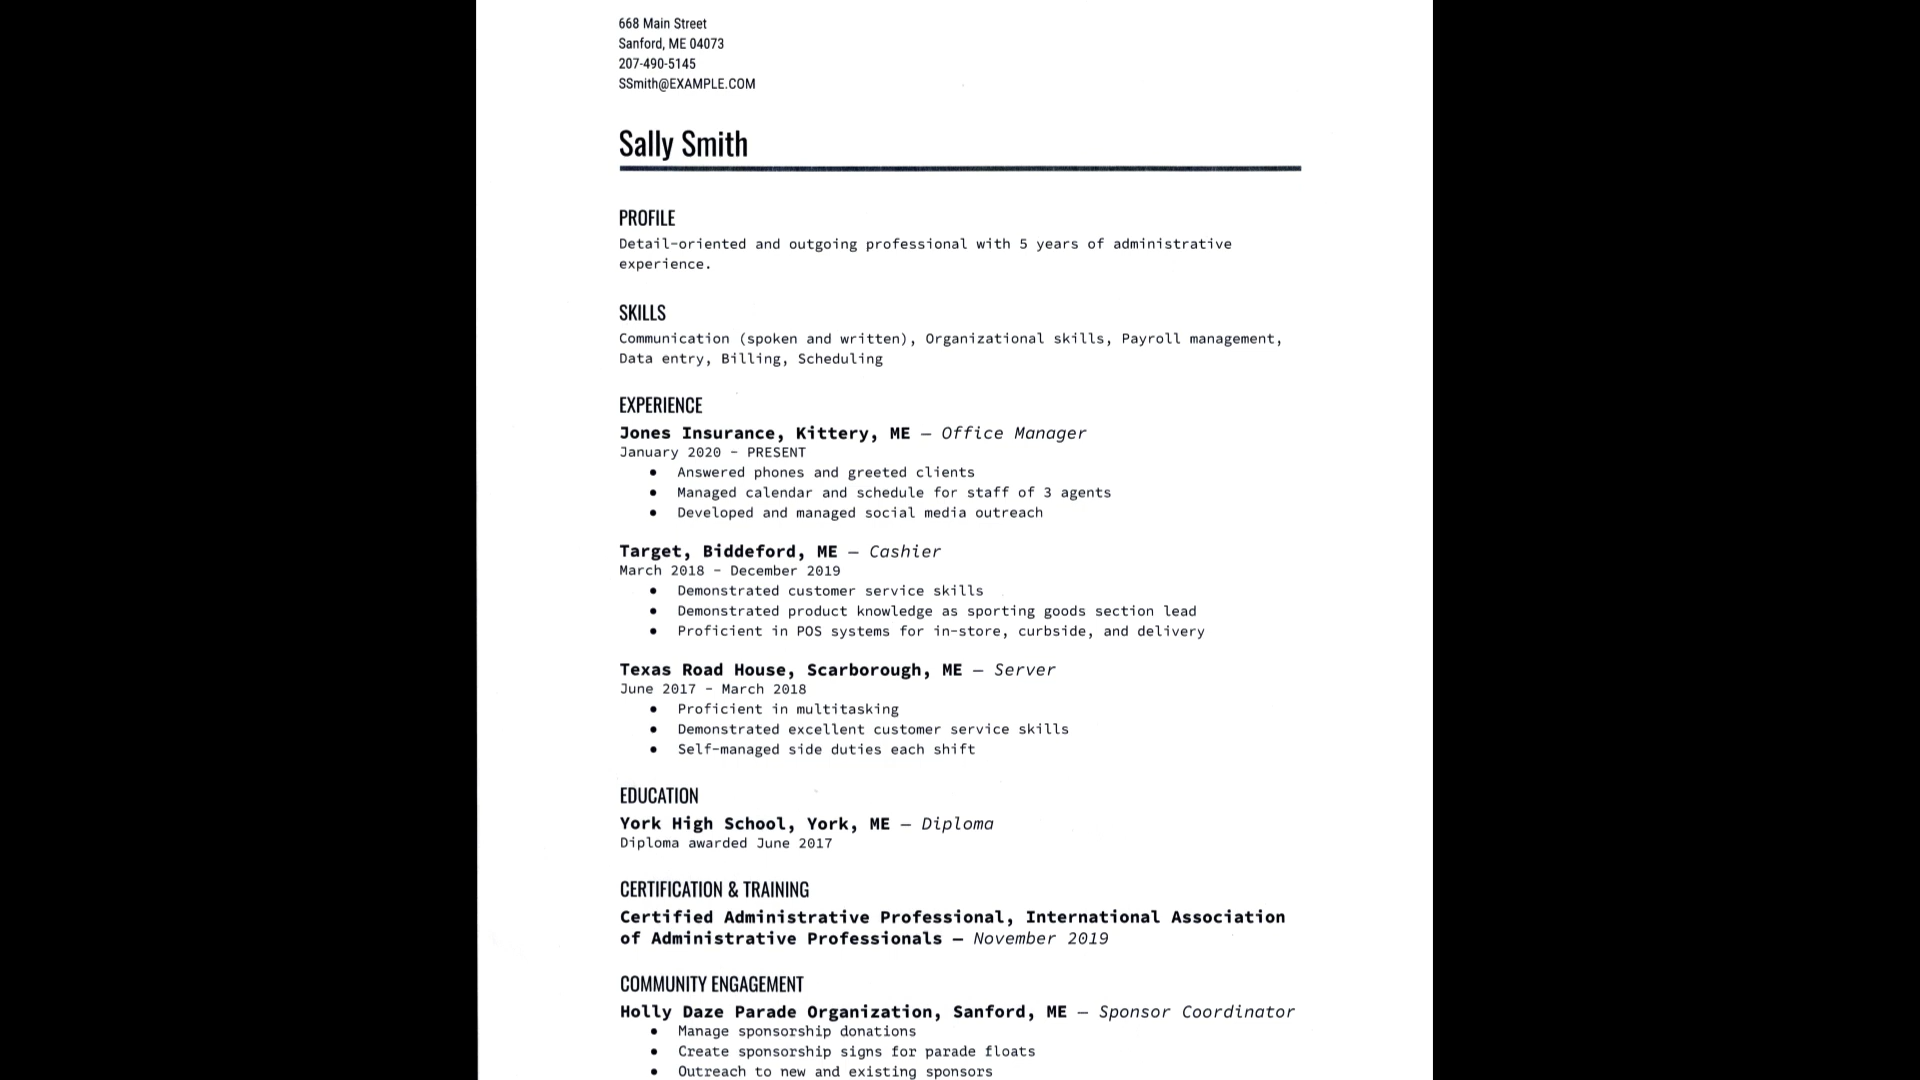 668 Main Street
Sanford, ME 04073
207-490-5145
SSmith@EXAMPLE.COM
Sally Smith
PROFILE
Detail-oriented and outgoing professional with 5 years of administrative
experience.
SKILLS
Communication (spoken and written), Organizational skills, Payroll management,
Data entry, Billing, Scheduling
EXPERIENCE
Jones Insurance, Kittery, ME — Office Manager
January 2020 - PRESENT
● Answered phones and greeted clients
● Managed calendar and schedule for staff of 3 agents
● Developed and managed social media outreach
Target, Biddeford, ME — Cashier
March 2018 - December 2019
● Demonstrated customer service skills
● Demonstrated product knowledge as sporting goods section lead
● Proficient in POS systems for in-store, curbside, and delivery
Texas Road House, Scarborough, ME — Server
June 2017 - March 2018
● Proficient in multitasking
● Demonstrated excellent customer service skills
● Self-managed side duties each shift
EDUCATION
York High School, York, ME — Diploma
Diploma awarded June 2017
CERTIFICATION & TRAINING
Certified Administrative Professional, International Association
of Administrative Professionals — November 2019
COMMUNITY ENGAGEMENT
Holly Daze Parade Organization, Sanford, ME — Sponsor Coordinator
● Manage sponsorship donations
● Create sponsorship signs for parade floats
● Outreach to new and existing sponsors